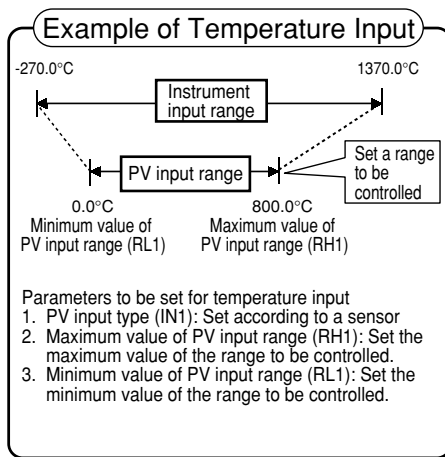 Example of Temperature Input
-270.0°C
1370.0°C
Instrument
input range
PV input range
Set a range
to be
controlled
0.0°C
Minimum value of
PV input range (RL1)
800.0°C
Maximum value of
PV input range (RH1)
Parameters to be set for temperature input
1. PV input type (IN1): Set according to a sensor
2. Maximum value of PV input range (RH1): Set the
maximum value of the range to be controlled.
3. Minimum value of PV input range (RL1): Set the
minimum value of the range to be controlled.